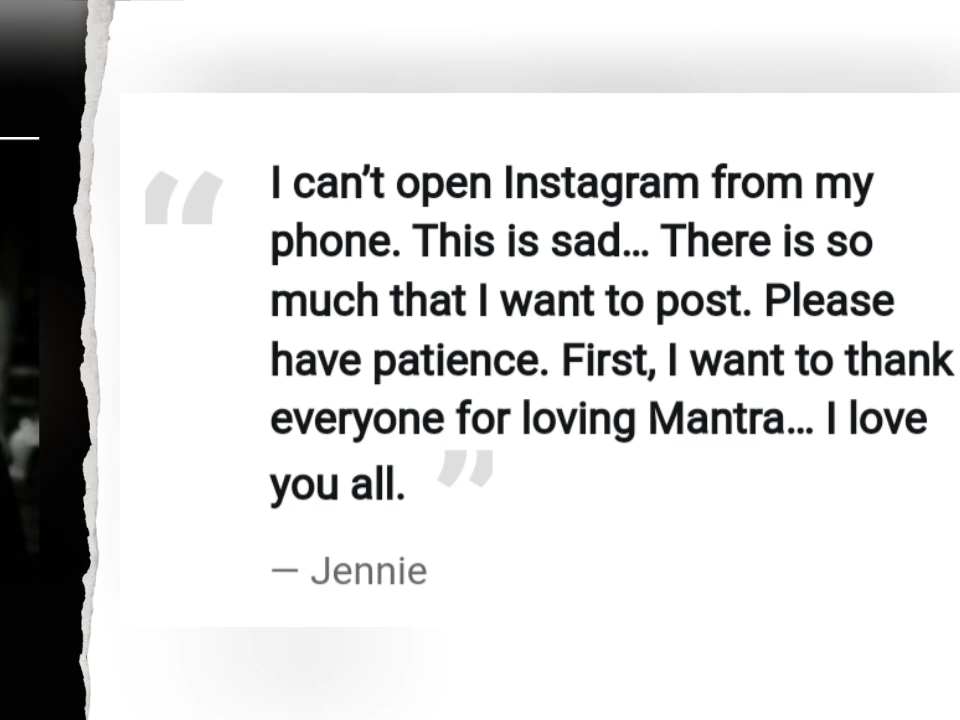 “
I can’t open Instagram from my
phone. This is sad... There is so
much that I want to post. Please
have patience. First, I want to thank
everyone for loving Mantra... I love
you all. ”
— Jennie